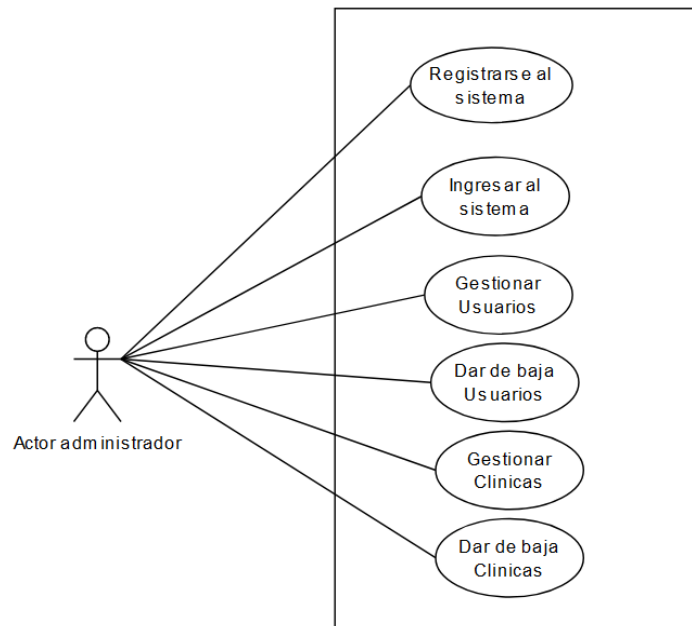 Registrarse al
sistema
Ingresar al
sistema
Gestionar
Usuarios
Dar de baja
Usuarios
Actor administrador
Gestionar
Clinicas
Dar de baja
Clinicas